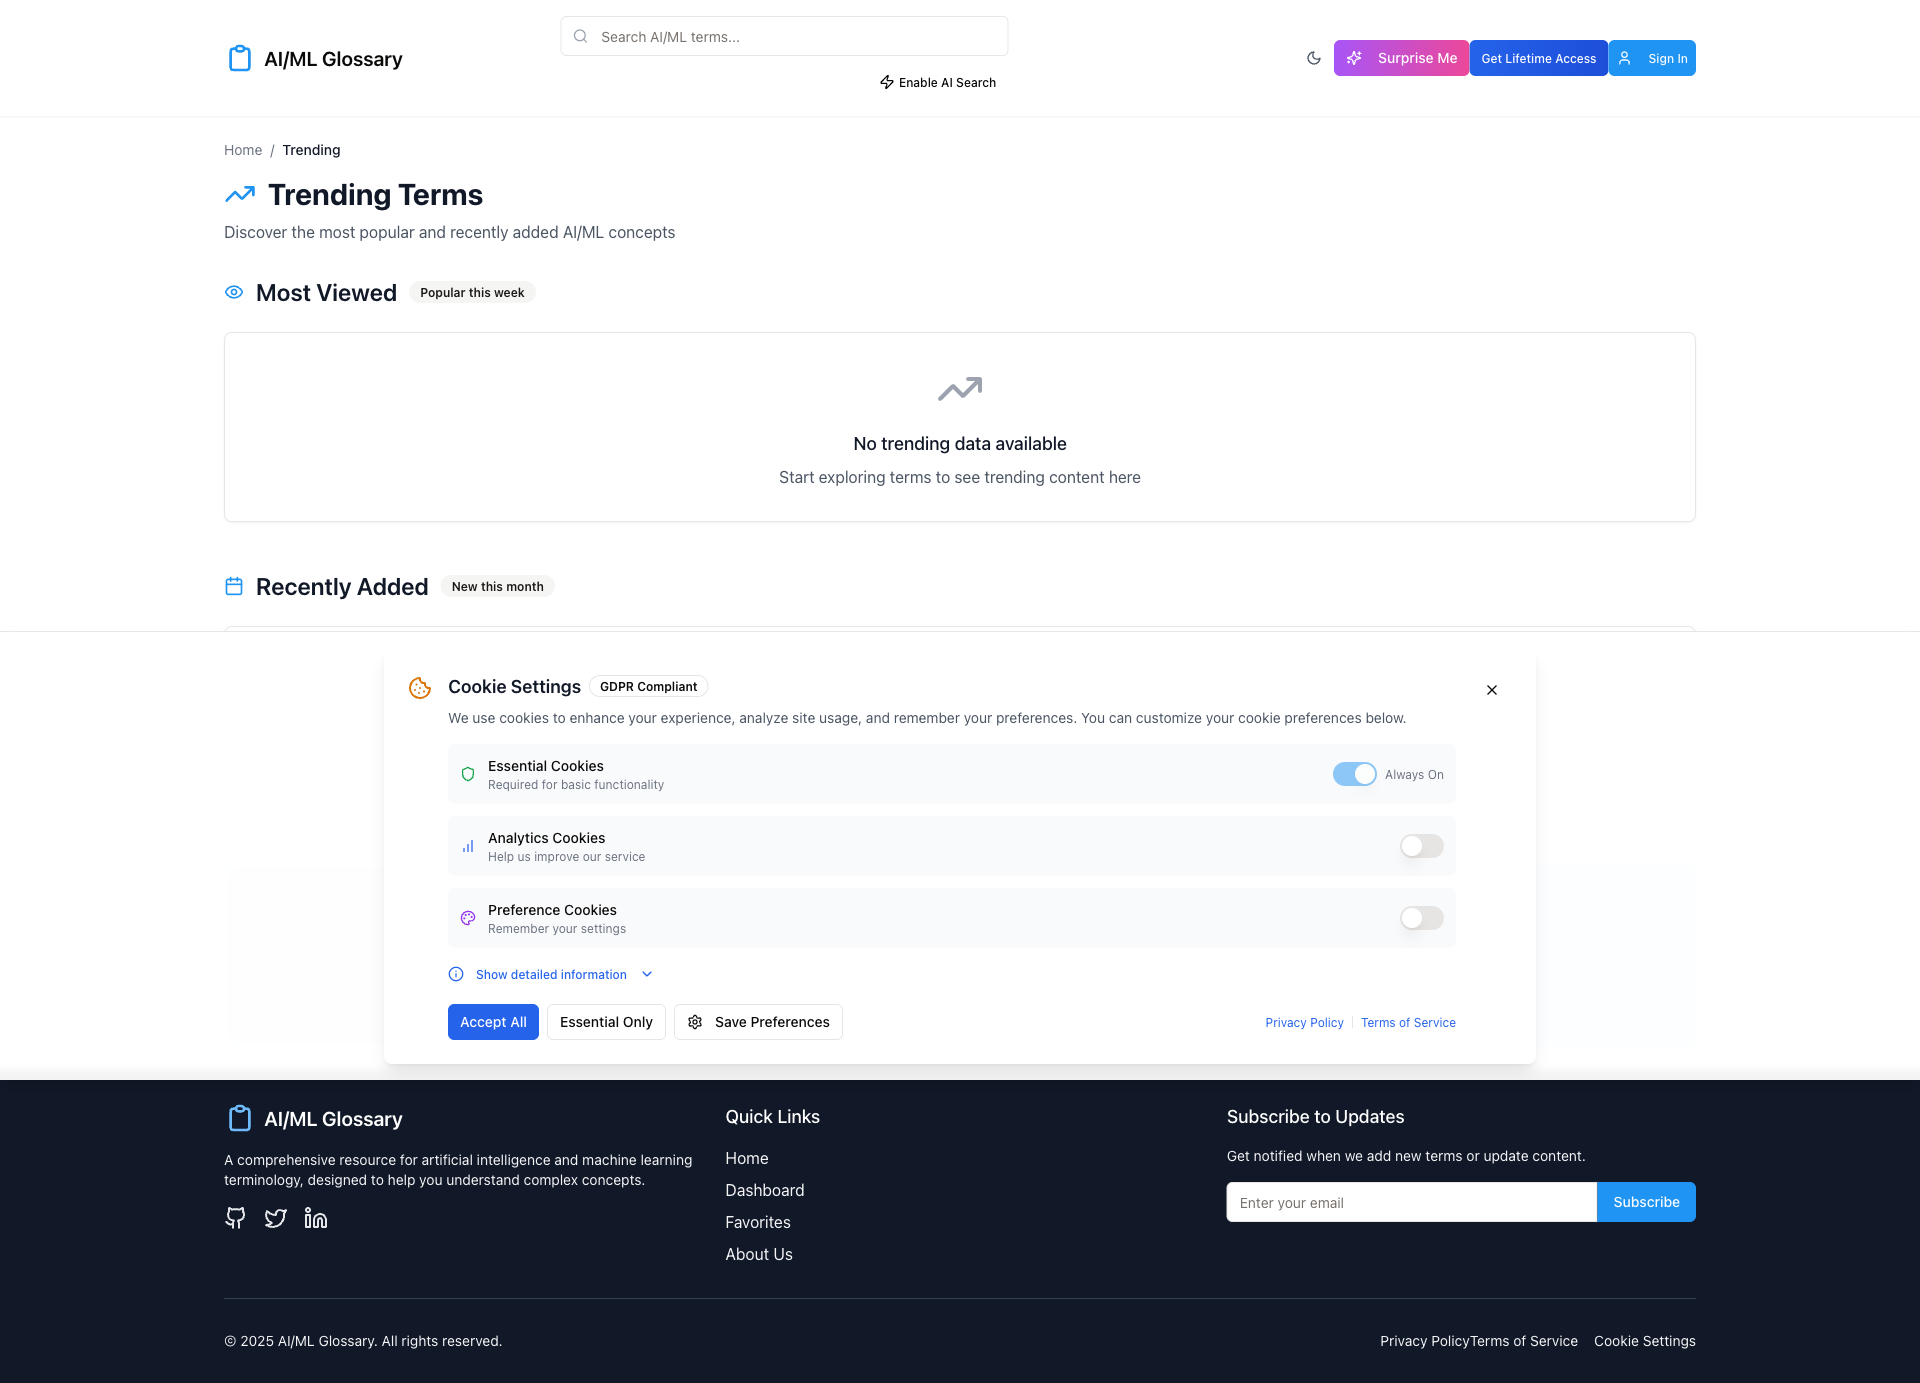 AI/ML Glossary
Search AI/ML terms...
Enable AI Search
Surprise Me
Get Lifetime Access
Sign In
Home / Trending
Trending Terms
Discover the most popular and recently added AI/ML concepts
Most Viewed
Popular this week
No trending data available
Start exploring terms to see trending content here
Recently Added
New this month
Cookie Settings
GDPR Compliant
We use cookies to enhance your experience, analyze site usage, and remember your preferences. You can customize your cookie preferences below.
Essential Cookies
Required for basic functionality
Always On
Analytics Cookies
Help us improve our service
Preference Cookies
Remember your settings
Show detailed information
Accept All
Essential Only
Save Preferences
Privacy Policy
Terms of Service
AI/ML Glossary
A comprehensive resource for artificial intelligence and machine learning
terminology, designed to help you understand complex concepts.
Quick Links
Home
Dashboard
Favorites
About Us
Subscribe to Updates
Get notified when we add new terms or update content.
Enter your email
Subscribe
© 2025 AI/ML Glossary. All rights reserved.
Privacy PolicyTerms of Service
Cookie Settings